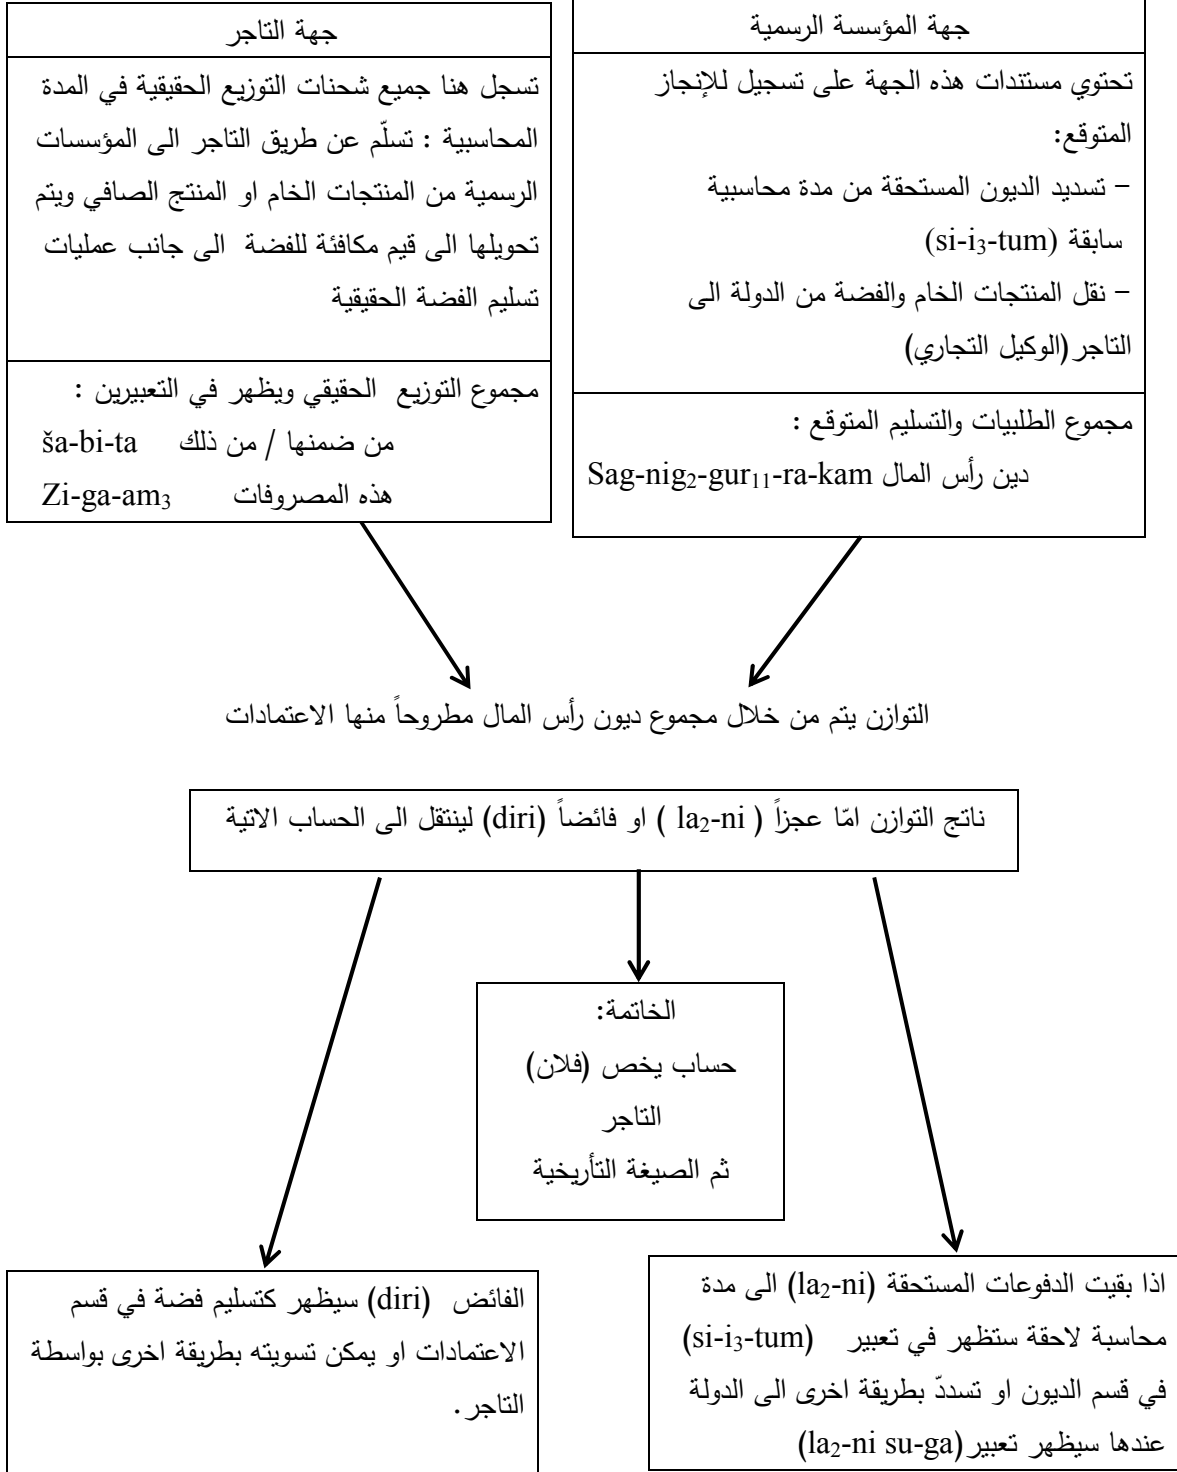 جهة المؤسسة الرسمية
تحتوي مستندات هذه الجهة على تسجيل للإنجاز
المتوقع:
– تسديد الديون المستحقة من مدة محاسبية
سابقة (si-i₃-tum)
– نقل المنتجات الخام والفضة من الدولة الى
التاجر(الوكيل التجاري)
مجموع الطلبيات والتسليم المتوقع :
دين رأس المال Sag-nig₂-gur₁₁-ra-kam
جهة التاجر
تسجل هنا جميع شحنات التوزيع الحقيقية في المدة
المحاسبية : تسلّم عن طريق التاجر الى المؤسسات
الرسمية من المنتجات الخام او المنتج الصافي ويتم
تحويلها الى قيم مكافئة للفضة الى جانب عمليات
تسليم الفضة الحقيقية
مجموع التوزيع الحقيقي ويظهر في التعبيرين :
من ضمنها / من ذلك ša-bi-ta
هذه المصروفات Zi-ga-am₃
التوازن يتم من خلال مجموع ديون رأس المال مطروحاً منها الاعتمادات
ناتج التوازن امّا عجزاً ( la₂-ni ) او فائضاً (diri) لينتقل الى الحساب الاتية
الخاتمة:
حساب يخص (فلان)
التاجر
ثم الصيغة التأريخية
اذا بقيت الدفوعات المستحقة (la₂-ni) الى مدة
محاسبة لاحقة ستظهر في تعبير (si-i₃-tum)
في قسم الديون او تسددّ بطريقة اخرى الى الدولة
عندها سيظهر تعبير(la₂-ni su-ga)
الفائض (diri) سيظهر كتسليم فضة في قسم
الاعتمادات او يمكن تسويته بطريقة اخرى بواسطة
التاجر.